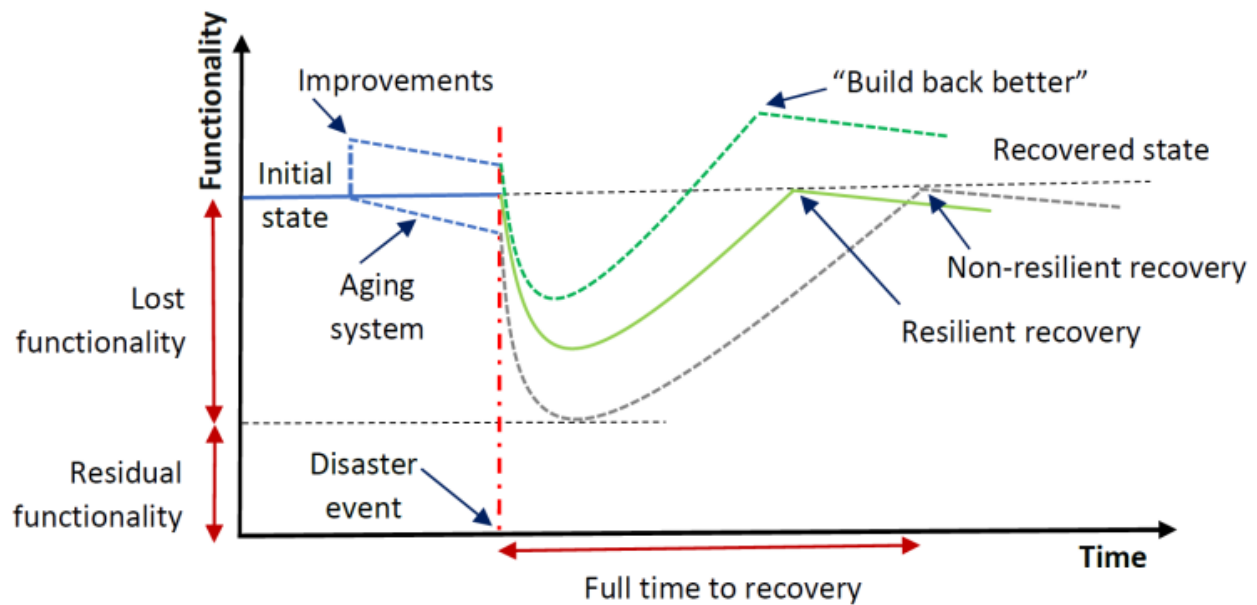 Functionality
Improvements
"Build back better"
Initial
state
Recovered state
Aging
system
Non-resilient recovery
Resilient recovery
Lost
functionality
Residual
functionality
Disaster
event
Time
Full time to recovery